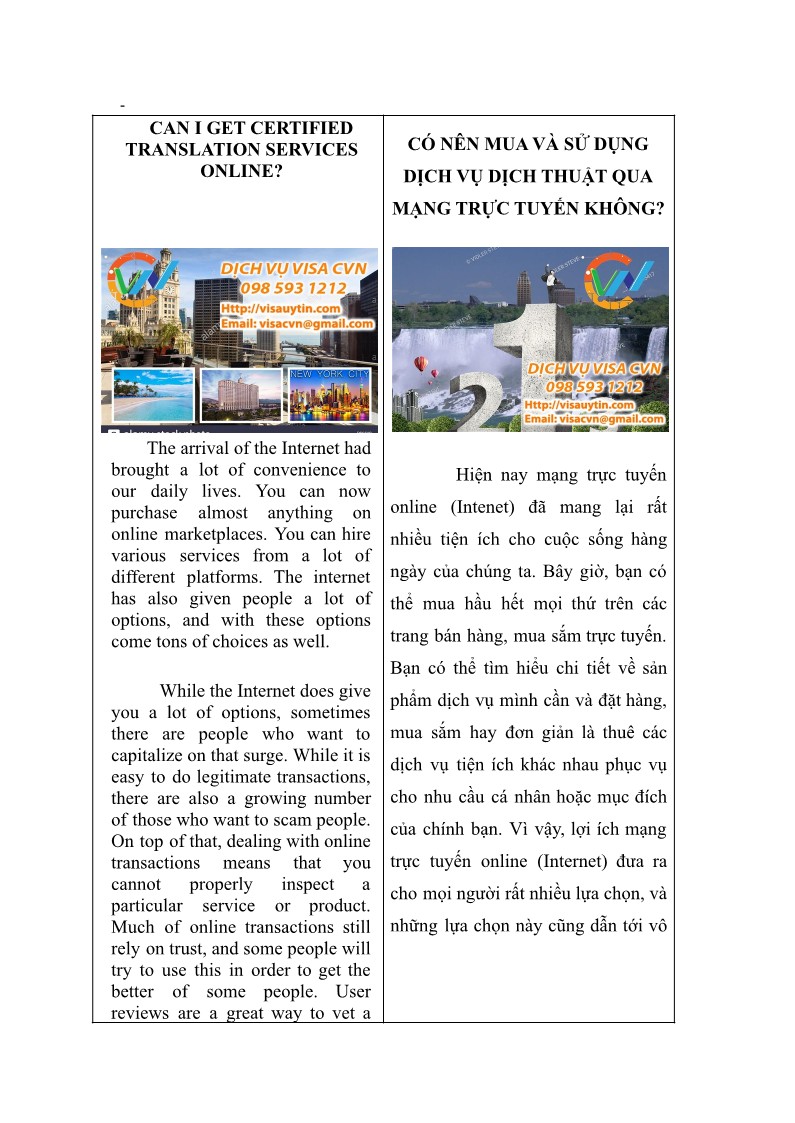 -
CAN I GET CERTIFIED
TRANSLATION SERVICES
ONLINE?
DỊCH VỤ VISA CVN
098 593 1212
Http://visauytin.com
Email: visacvn@gmail.com
NEW YORK CITY
The arrival of the Internet had
brought a lot of convenience to
our daily lives. You can now
purchase almost anything on
online marketplaces. You can hire
various services from a lot of
different platforms. The internet
has also given people a lot of
options, and with these options
come tons of choices as well.
While the Internet does give
you a lot of options, sometimes
there are people who want to
capitalize on that surge. While it is
easy to do legitimate transactions,
there are also a growing number
of those who want to scam people.
On top of that, dealing with online
transactions means that you
cannot properly inspect a
particular service or product.
Much of online transactions still
rely on trust, and some people will
try to use this in order to get the
better of some people. User
reviews are a great way to vet a
CÓ NÊN MUA VÀ SỬ DỤNG
DỊCH VỤ DỊCH THUẬT QUA
MẠNG TRỰC TUYẾN KHÔNG?
DỊCH VỤ VISA CVN
098 593 1212
Http://visauytin.com
Email: visacvn@gmail.com
Hiện nay mạng trực tuyến
online (Intenet) đã mang lại rất
nhiều tiện ích cho cuộc sống hàng
ngày của chúng ta. Bây giờ, bạn có
thể mua hầu hết mọi thứ trên các
trang bán hàng, mua sắm trực tuyến.
Bạn có thể tìm hiểu chi tiết về sản
phẩm dịch vụ mình cần và đặt hàng,
mua sắm hay đơn giản là thuê các
dịch vụ tiện ích khác nhau phục vụ
cho nhu cầu cá nhân hoặc mục đích
của chính bạn. Vì vậy, lợi ích mạng
trực tuyến online (Internet) đưa ra
cho mọi người rất nhiều lựa chọn, và
những lựa chọn này cũng dẫn tới vô